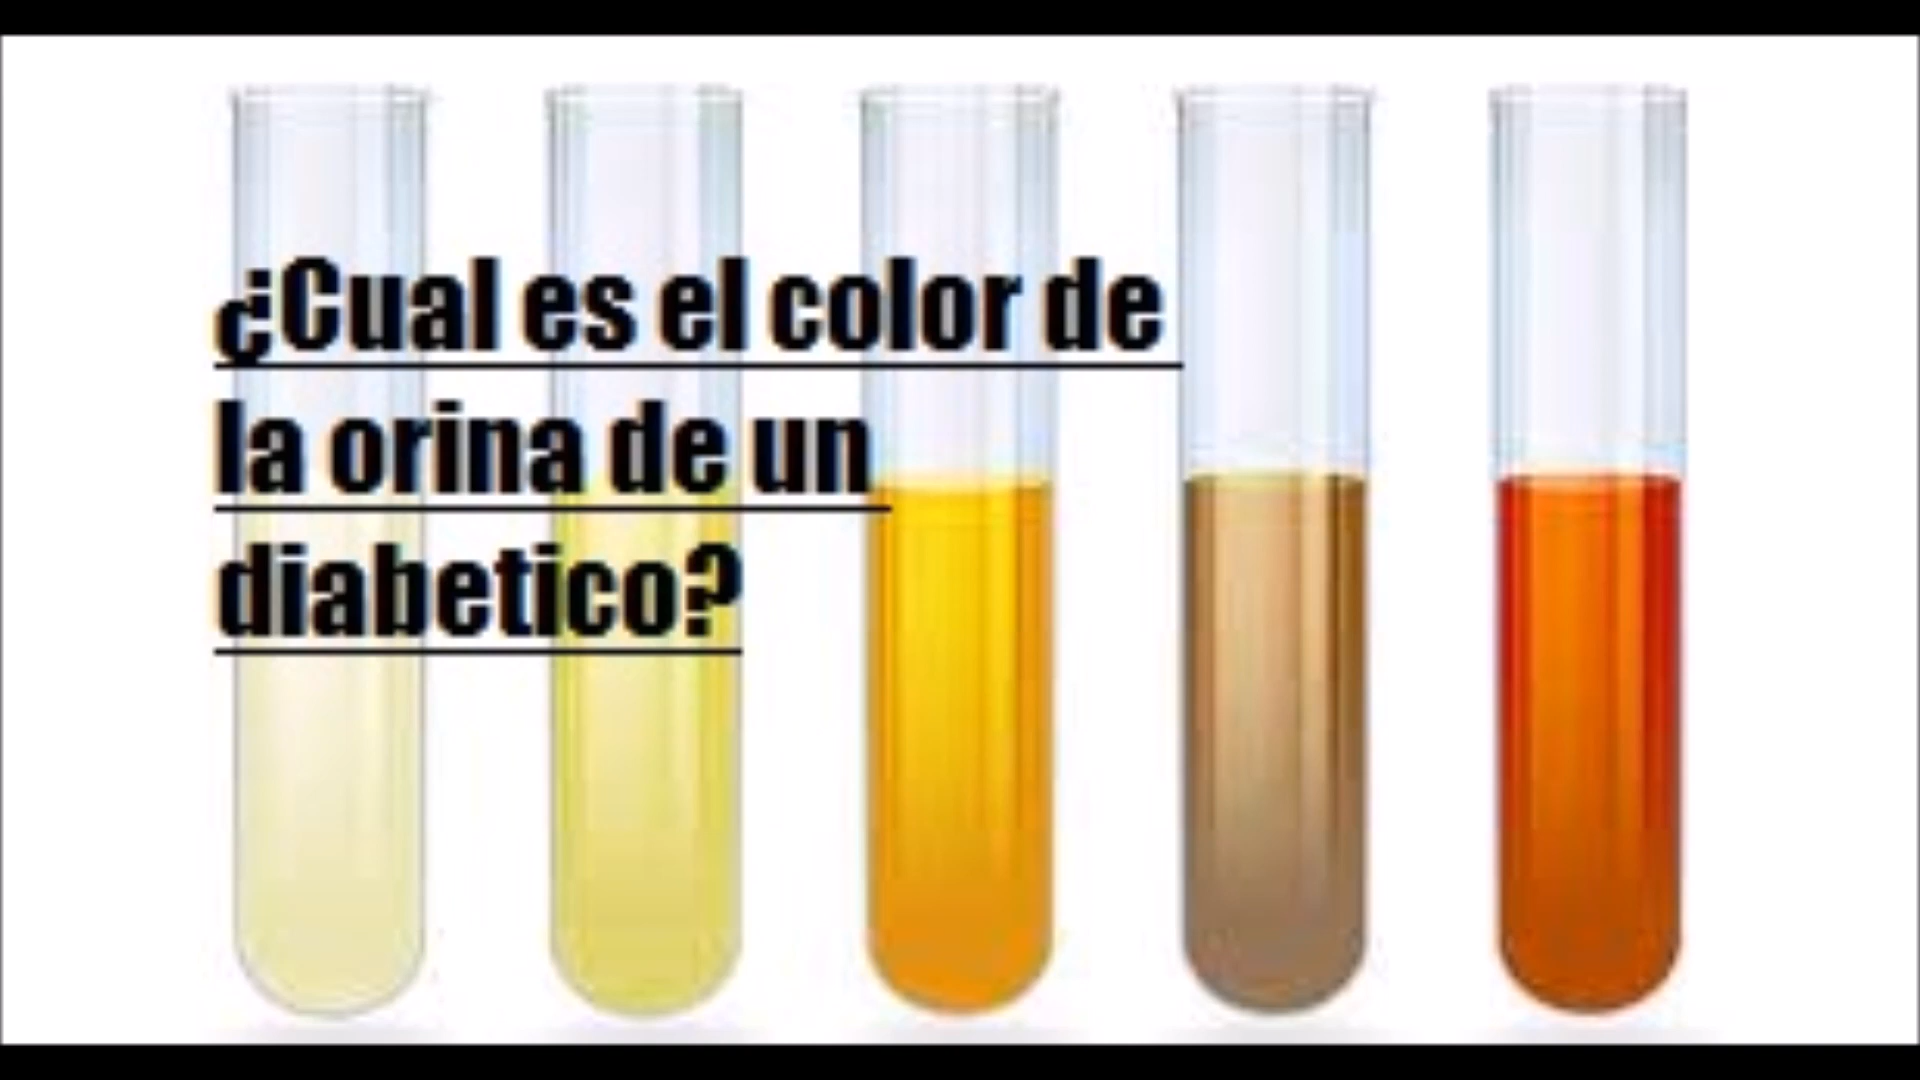 ¿Cual es el color de
la orina de un
diabetico?